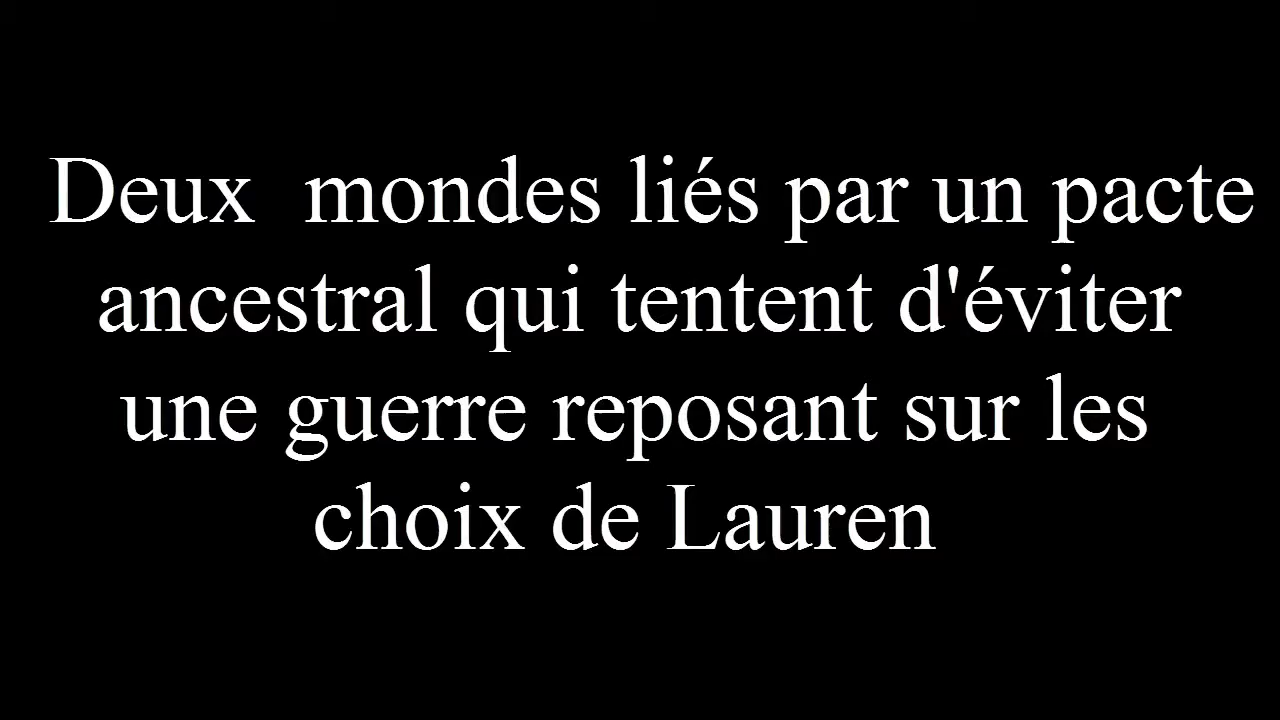 Deux  mondes liés par un pacte
ancestral qui tentent d'éviter
une guerre reposant sur les
choix de Lauren